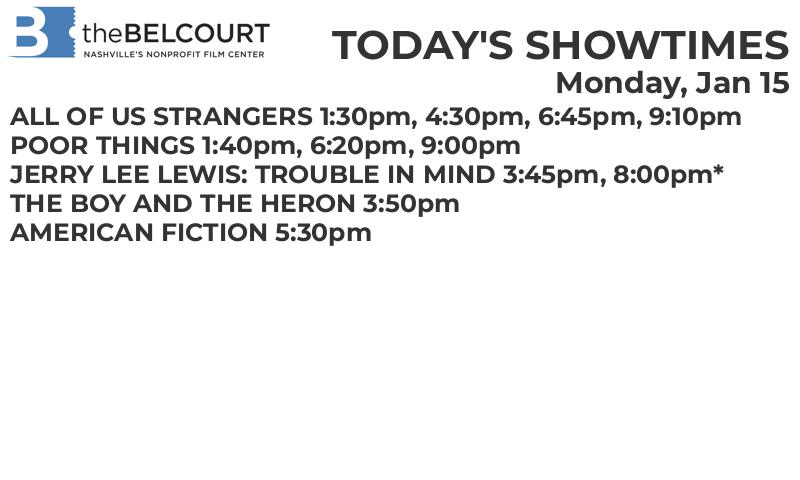 B theBELCOURT
NASHVILLE'S NONPROFIT FILM CENTER
TODAY'S SHOWTIMES
Monday, Jan 15
ALL OF US STRANGERS 1:30pm, 4:30pm, 6:45pm, 9:10pm
POOR THINGS 1:40pm, 6:20pm, 9:00pm
JERRY LEE LEWIS: TROUBLE IN MIND 3:45pm, 8:00pm*
THE BOY AND THE HERON 3:50pm
AMERICAN FICTION 5:30pm